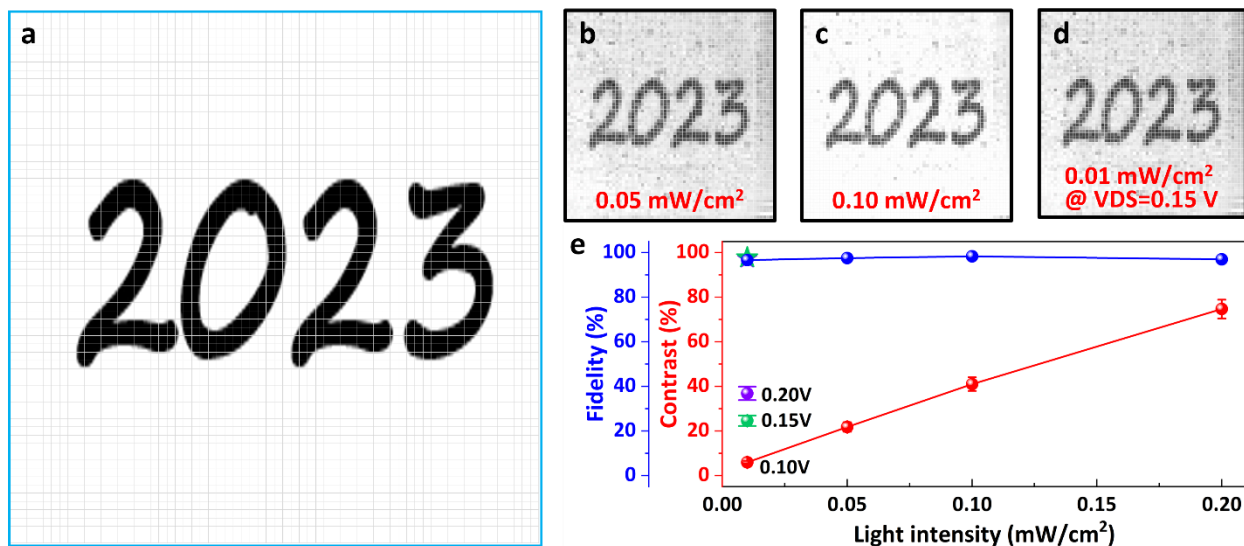 a
2023
b
2023
0.05 mW/cm²
c
2023
0.10 mW/cm²
d
2023
0.01 mW/cm²
@ VDS=0.15 V
e
Fidelity (%)
100
80
60
40
20
0
Contrast (%)
100
80
60
40
20
0
0.20V
0.15V
0.10V
0.00
0.05
0.10
0.15
0.20
Light intensity (mW/cm²)